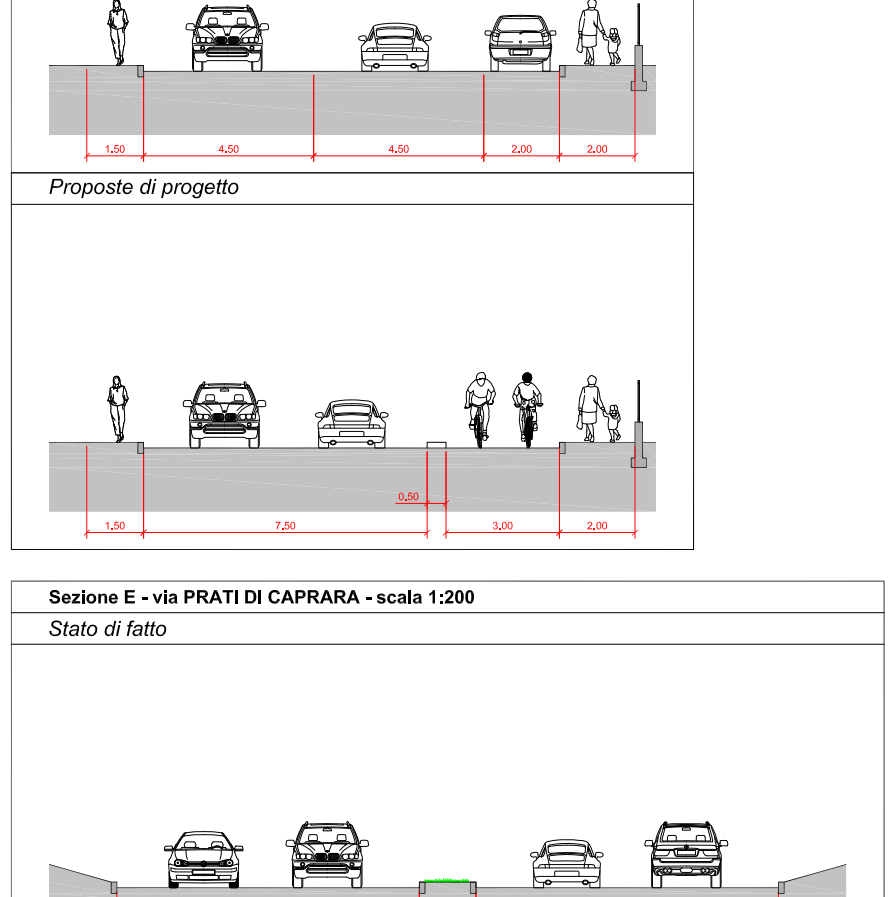 1.50 4.50 4.50 2.00 2.00
Proposte di progetto
0.50
1.50 7.50 3.00 2.00
Sezione E - via PRATI DI CAPRARA - scala 1:200
Stato di fatto